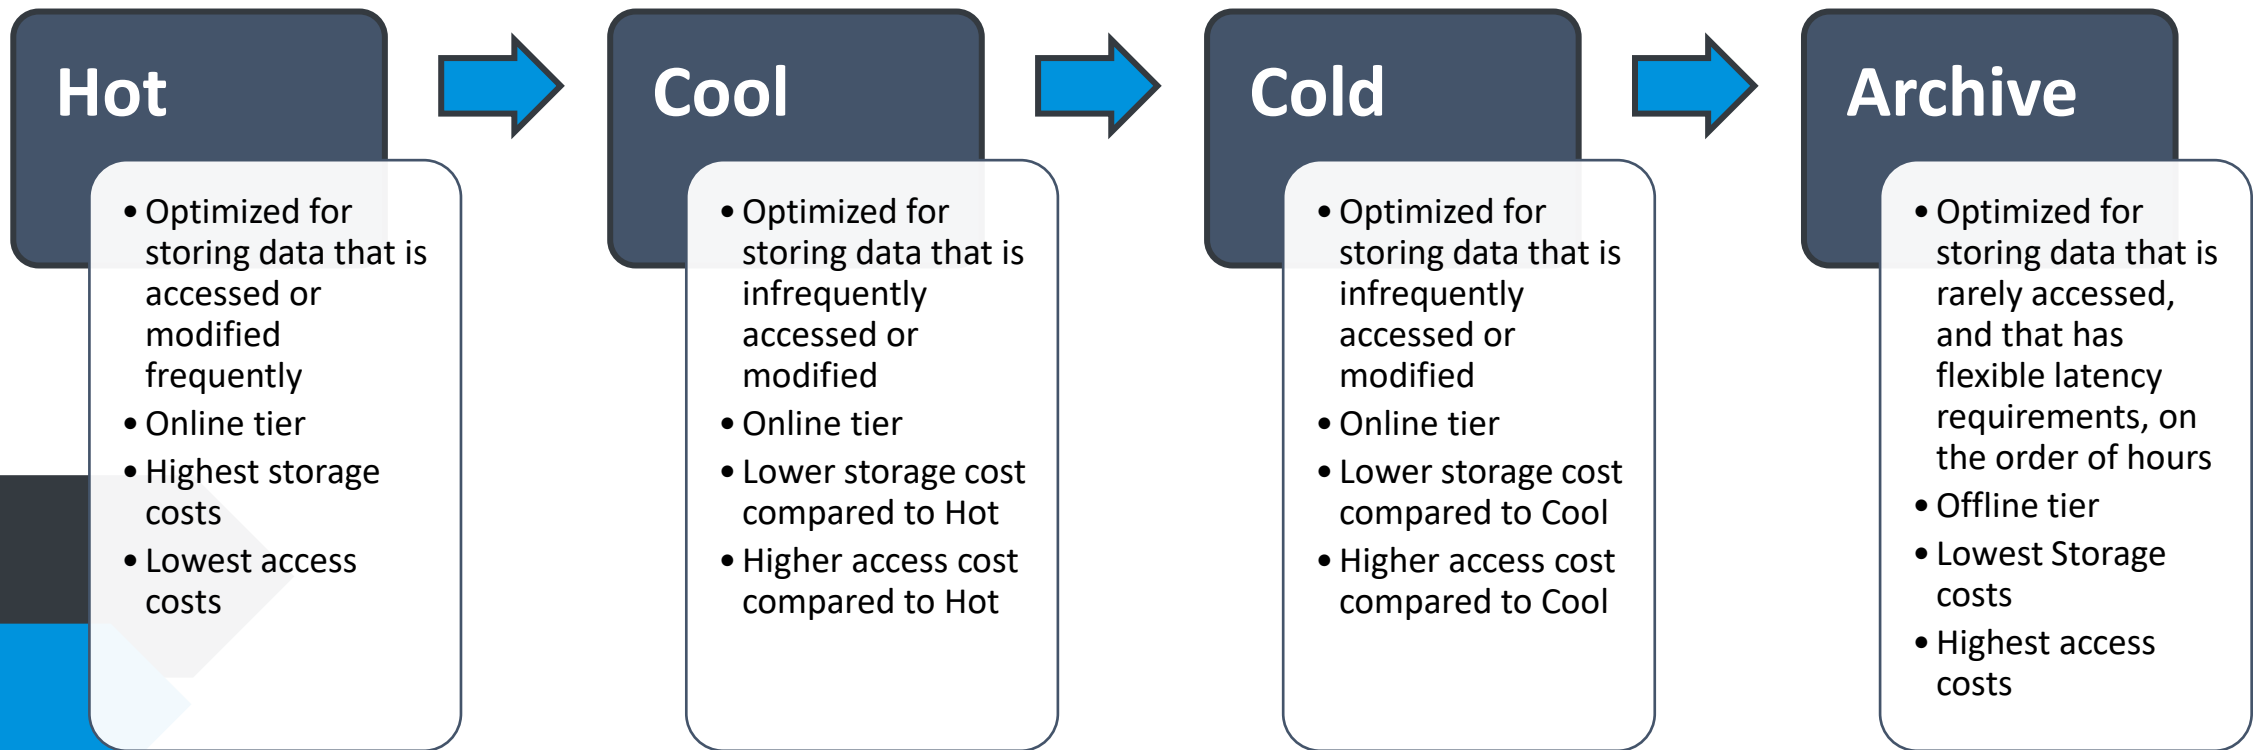 Hot
• Optimized for
storing data that is
accessed or
modified
frequently
• Online tier
• Highest storage
costs
• Lowest access
costs
Cool
• Optimized for
storing data that is
infrequently
accessed or
modified
• Online tier
• Lower storage cost
compared to Hot
• Higher access cost
compared to Hot
Cold
• Optimized for
storing data that is
infrequently
accessed or
modified
• Online tier
• Lower storage cost
compared to Cool
• Higher access cost
compared to Cool
Archive
• Optimized for
storing data that is
rarely accessed,
and that has
flexible latency
requirements, on
the order of hours
• Offline tier
• Lowest Storage
costs
• Highest access
costs